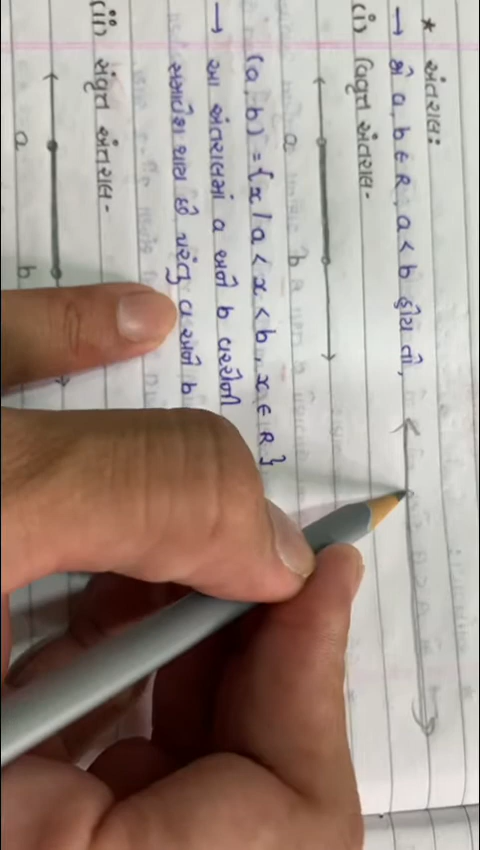 * અંતરાલ:
→ જો a, b ∈ R, a < b હોય તો,
(i) વિવૃત અંતરાલ-
a b
(a, b) = {x / a < x < b, x ∈ R}
→ આ અંતરાલમાં a અને b વચ્ચેની
સમાવેશ થાય છે પરંતુ a અને b
(ii) સંવૃત અંતરાલ-
a b